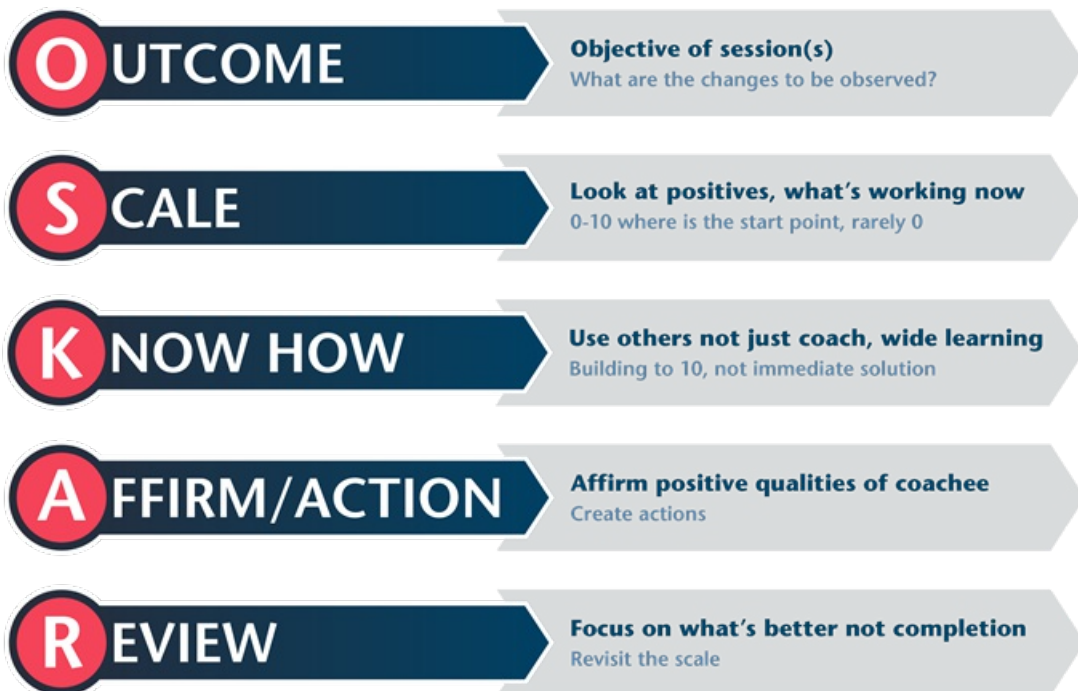 OUTCOME
Objective of session(s)
What are the changes to be observed?
SCALE
Look at positives, what's working now
0-10 where is the start point, rarely 0
KNOW HOW
Use others not just coach, wide learning
Building to 10, not immediate solution
AFFIRM/ACTION
Affirm positive qualities of coachee
Create actions
REVIEW
Focus on what's better not completion
Revisit the scale